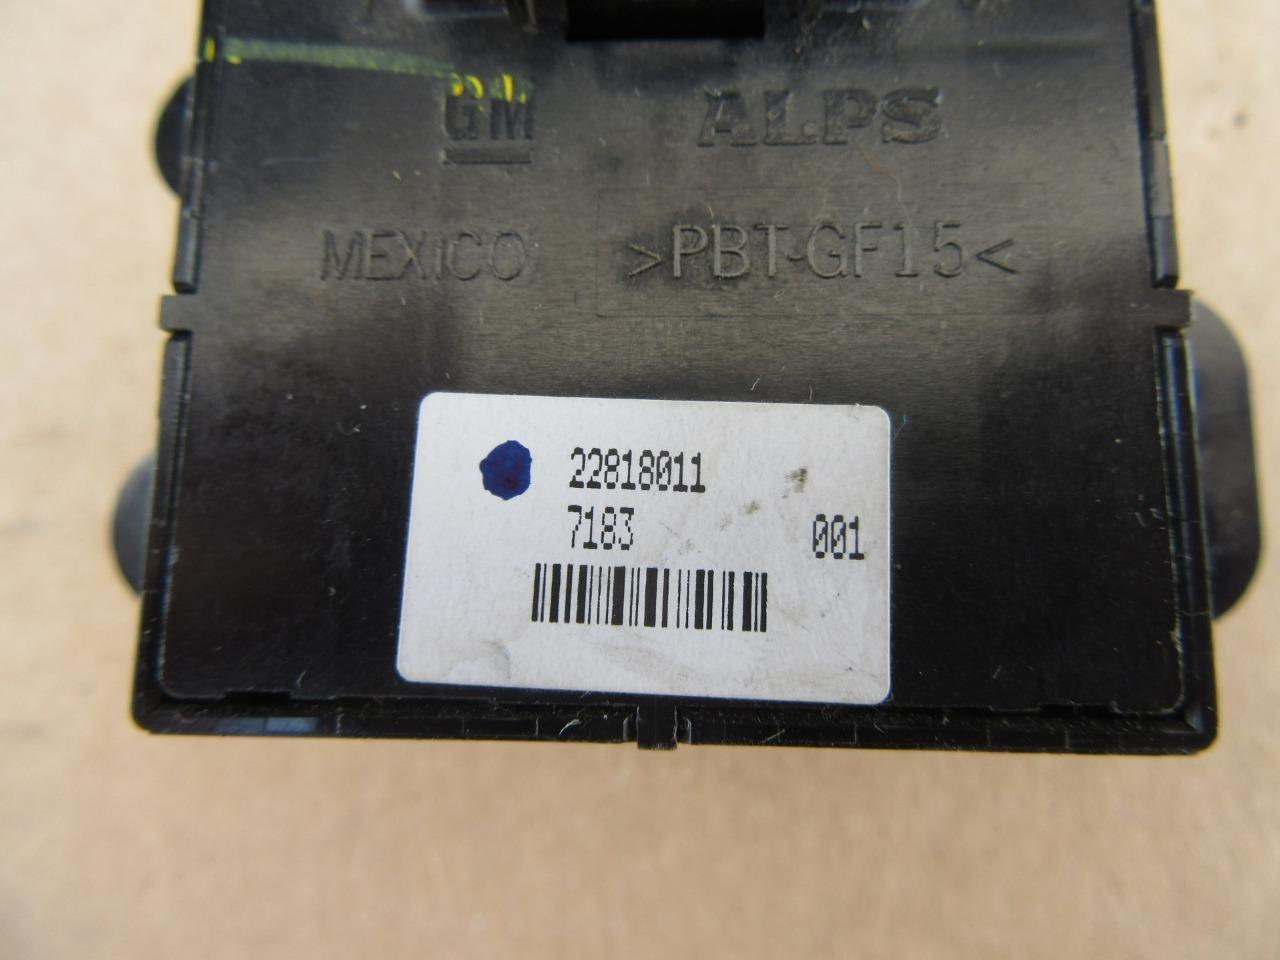 GM ALPS
MEXICO >PBT-GF15<
22818011
7183 001